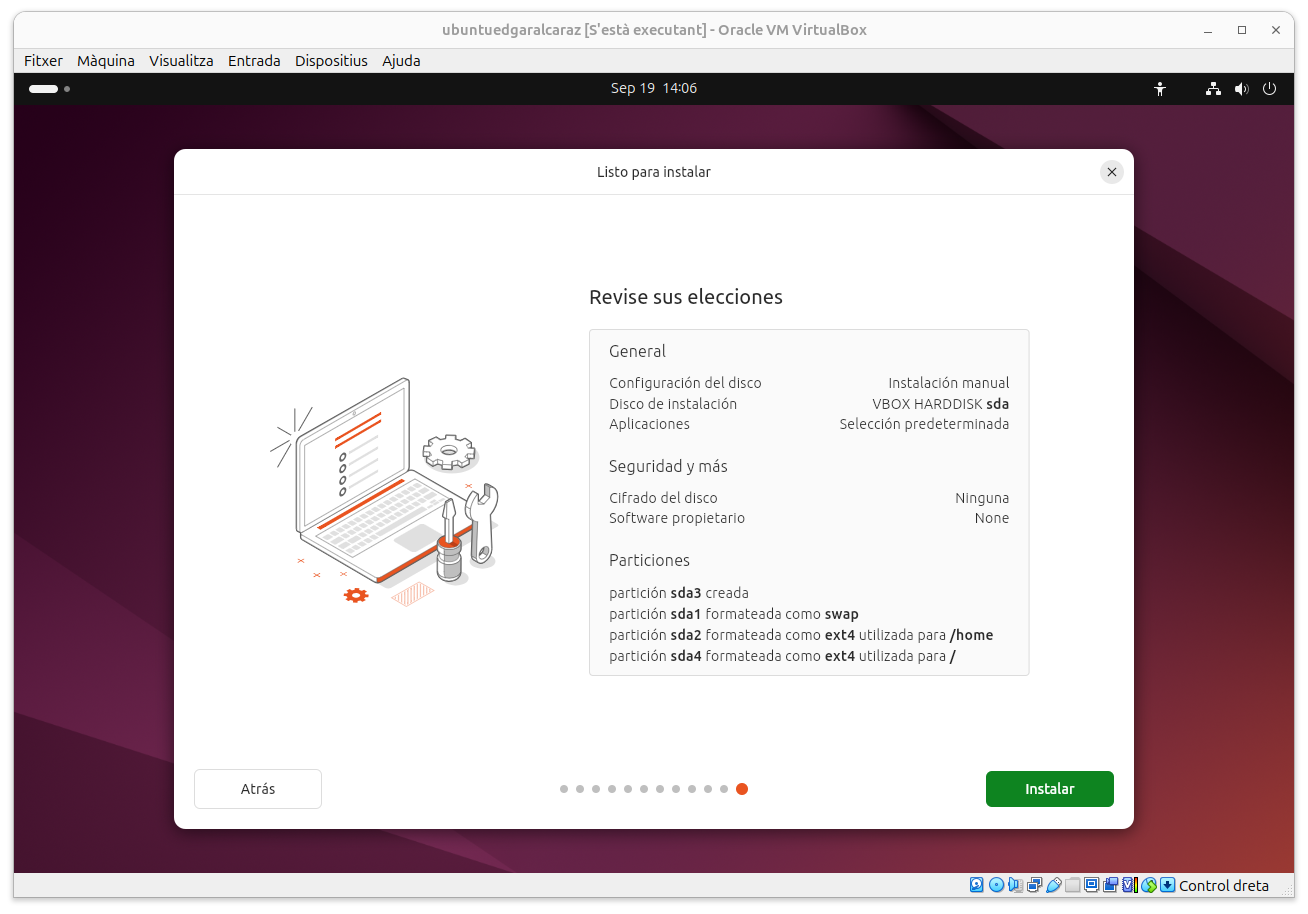 ubuntuedgaralcaraz [S'està executant] - Oracle VM VirtualBox
Fitxer Màquina Visualitza Entrada Dispositius Ajuda
Sep 19 14:06
Listo para instalar
Revise sus elecciones
General
Configuración del disco Instalación manual
Disco de instalación VBOX HARDDISK sda
Aplicaciones Selección predeterminada
Seguridad y más
Cifrado del disco Ninguna
Software propietario None
Particiones
partición sda3 creada
partición sda1 formateada como swap
partición sda2 formateada como ext4 utilizada para /home
partición sda4 formateada como ext4 utilizada para /
Atrás Instalar
Control dreta